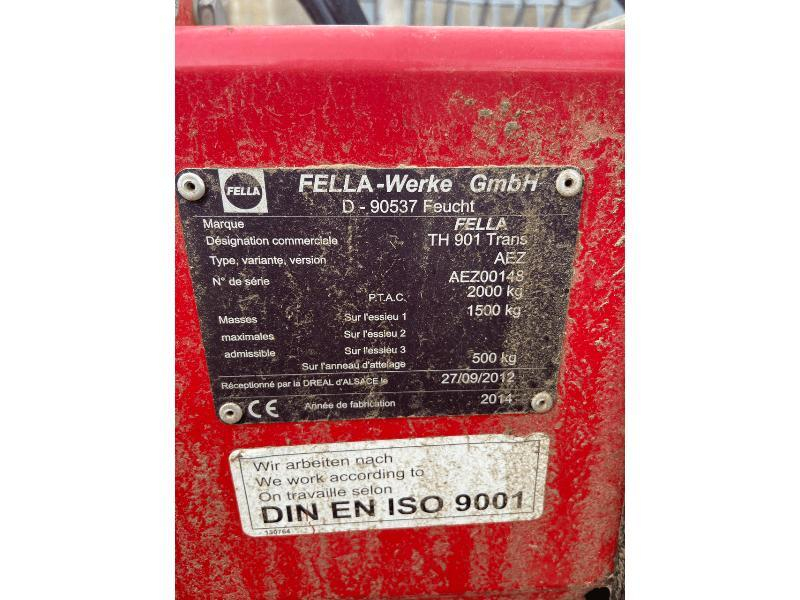 FELLA
FELLA-Werke GmbH
D - 90537 Feucht
Marque FELLA
Désignation commerciale TH 901 Trans
Type, variante, version AEZ
N° de série AEZ00148
P.T.A.C. 2000 kg
Masses Sur l'essieu 1 1500 kg
maximales Sur l'essieu 2
admissible Sur l'essieu 3
Sur l'anneau d'attelage 500 kg
Réceptionné par la DREAL d'ALSACE le 27/09/2012
CE Année de fabrication 2014
Wir arbeiten nach
We work according to
On travaille selon
DIN EN ISO 9001
130764